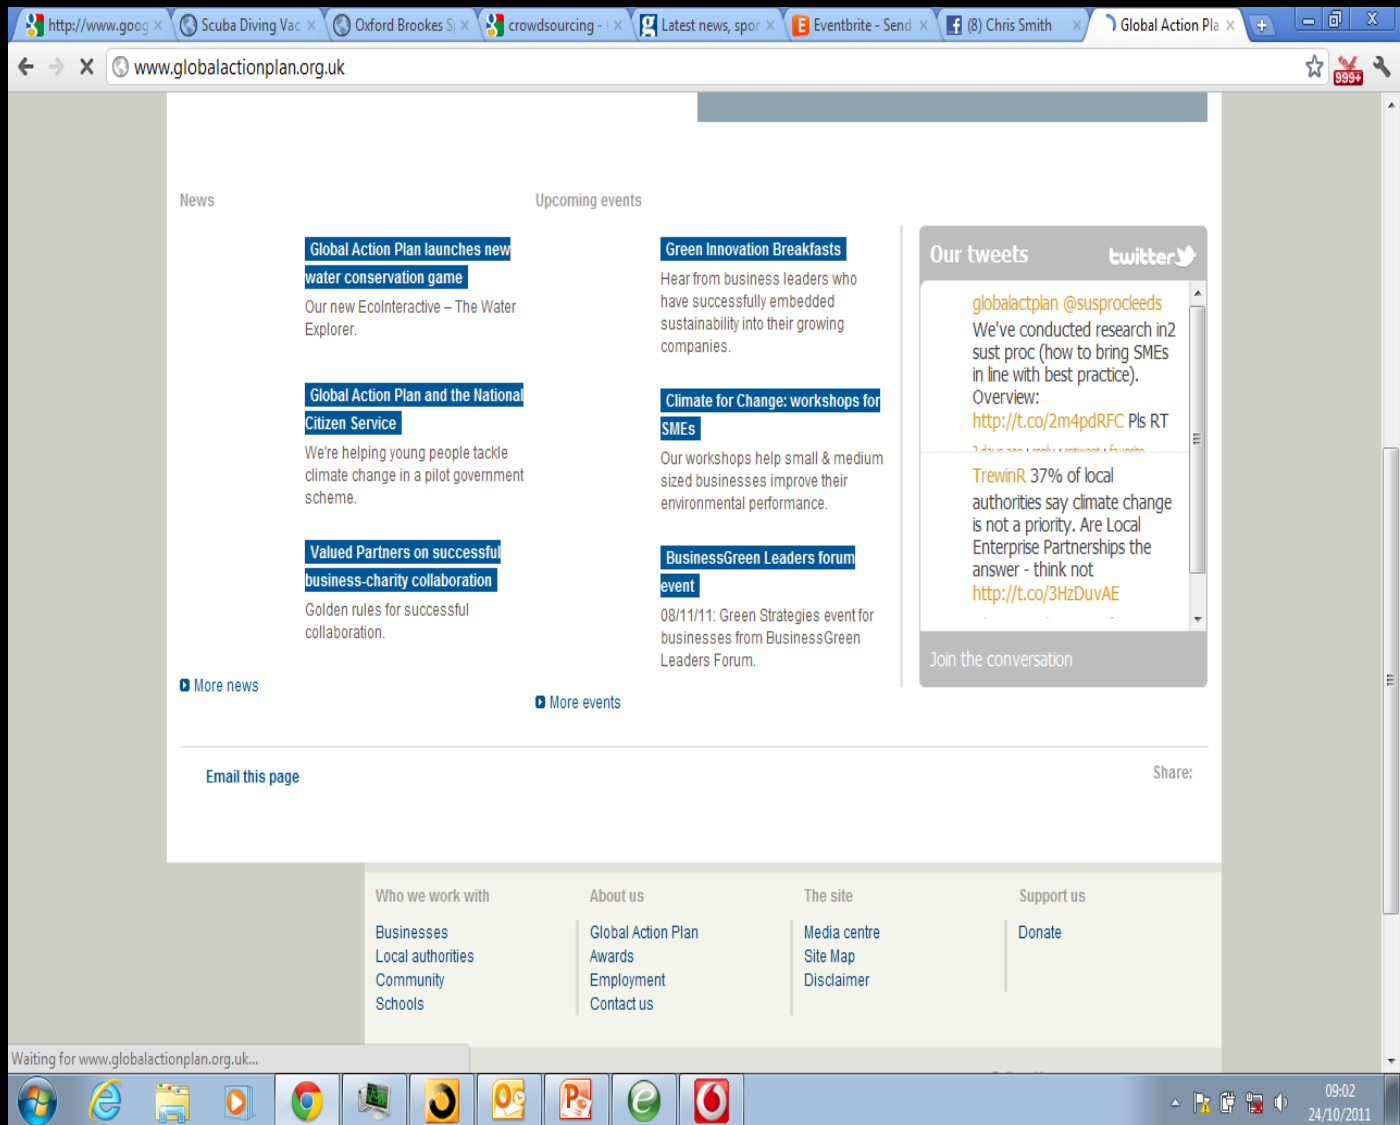 http://www.goog
Scuba Diving Vac
Oxford Brookes Sp
crowdsourcing -
Latest news, spor
Eventbrite - Send
(8) Chris Smith
Global Action Pla
www.globalactionplan.org.uk
999+
News
Global Action Plan launches new
water conservation game
Our new EcoInteractive – The Water
Explorer.
Global Action Plan and the National
Citizen Service
We're helping young people tackle
climate change in a pilot government
scheme.
Valued Partners on successful
business-charity collaboration
Golden rules for successful
collaboration.
More news
Upcoming events
Green Innovation Breakfasts
Hear from business leaders who
have successfully embedded
sustainability into their growing
companies.
Climate for Change: workshops for
SMEs
Our workshops help small & medium
sized businesses improve their
environmental performance.
BusinessGreen Leaders forum
event
08/11/11: Green Strategies event for
businesses from BusinessGreen
Leaders Forum.
More events
Our tweets
twitter
globalactplan @susprocleeds
We've conducted research in2
sust proc (how to bring SMEs
in line with best practice).
Overview:
http://t.co/2m4pdRFC Pls RT
TrewinR 37% of local
authorities say climate change
is not a priority. Are Local
Enterprise Partnerships the
answer - think not
http://t.co/3HzDuvAE
Join the conversation
Email this page
Share:
Who we work with
Businesses
Local authorities
Community
Schools
About us
Global Action Plan
Awards
Employment
Contact us
The site
Media centre
Site Map
Disclaimer
Support us
Donate
Waiting for www.globalactionplan.org.uk...
09:02
24/10/2011